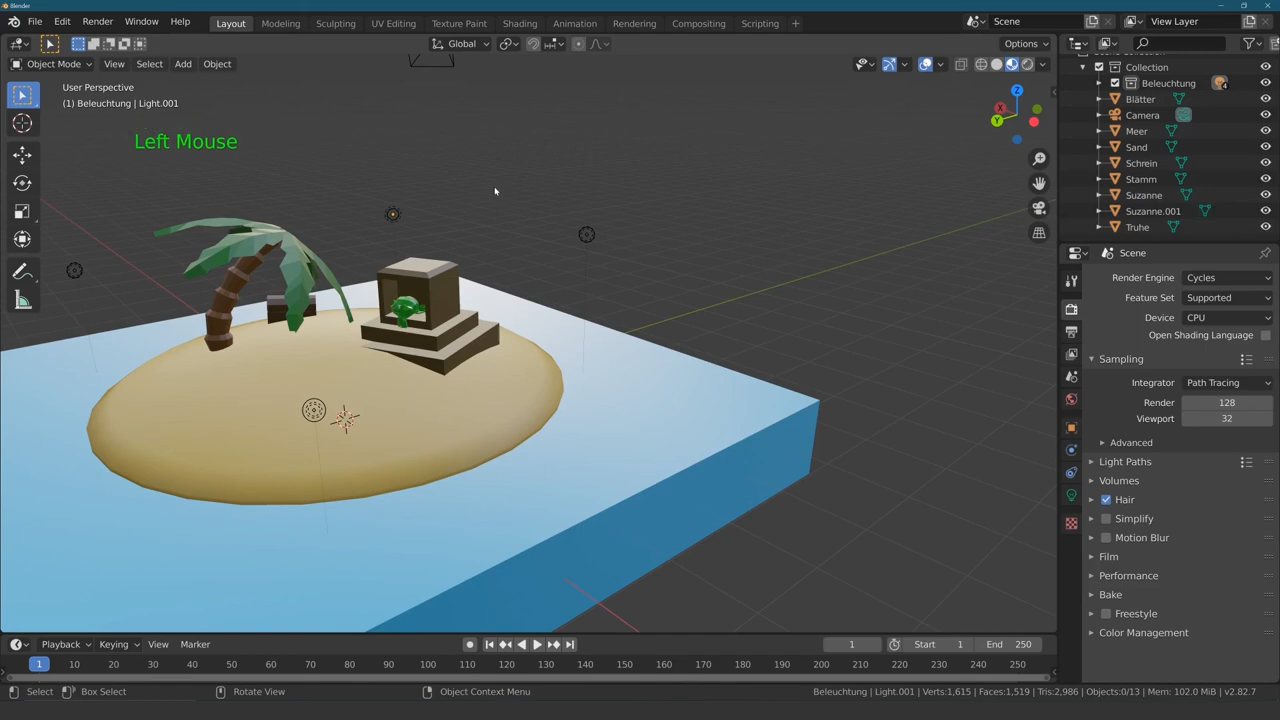 Blender
File Edit Render Window Help Layout Modeling Sculpting UV Editing Texture Paint Shading Animation Rendering Compositing Scripting + Scene View Layer
Global Options
Object Mode View Select Add Object
User Perspective
(1) Beleuchtung | Light.001
Left Mouse
Z
X
Y
Scene Collection
Collection
Beleuchtung 4
Blätter
Camera
Meer
Sand
Schrein
Stamm
Suzanne
Suzanne.001
Truhe
Scene
Render Engine Cycles
Feature Set Supported
Device CPU
Open Shading Language
Sampling
Integrator Path Tracing
Render 128
Viewport 32
Advanced
Light Paths
Volumes
Hair
Simplify
Motion Blur
Film
Performance
Bake
Freestyle
Color Management
Playback Keying View Marker 1 Start 1 End 250
1 10 20 30 40 50 60 70 80 90 100 110 120 130 140 150 160 170 180 190 200 210 220 230 240 250
Select Box Select Rotate View Object Context Menu Beleuchtung | Light.001 | Verts:1,615 | Faces:1,519 | Tris:2,986 | Objects:0/13 | Mem: 102.0 MiB | v2.82.7